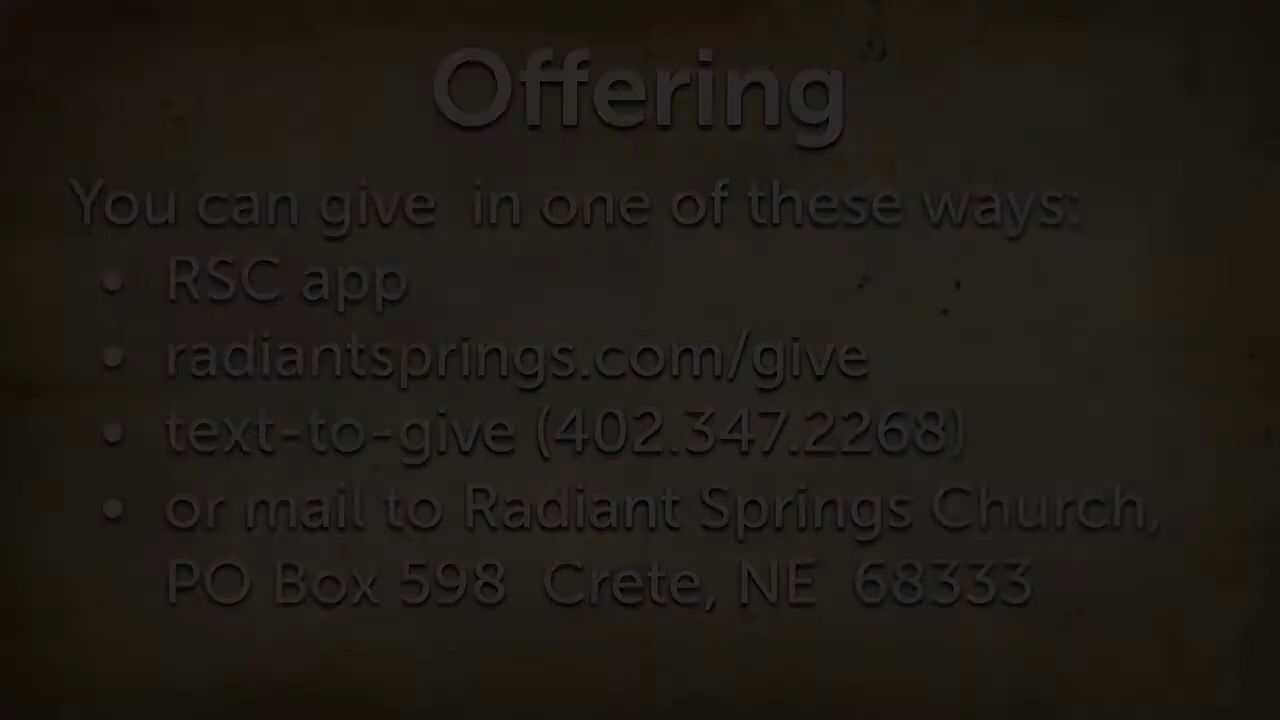 Offering
You can give  in one of these ways:
• RSC app
• radiantsprings.com/give
• text-to-give (402.347.2268)
• or mail to Radiant Springs Church,
PO Box 598  Crete, NE  68333